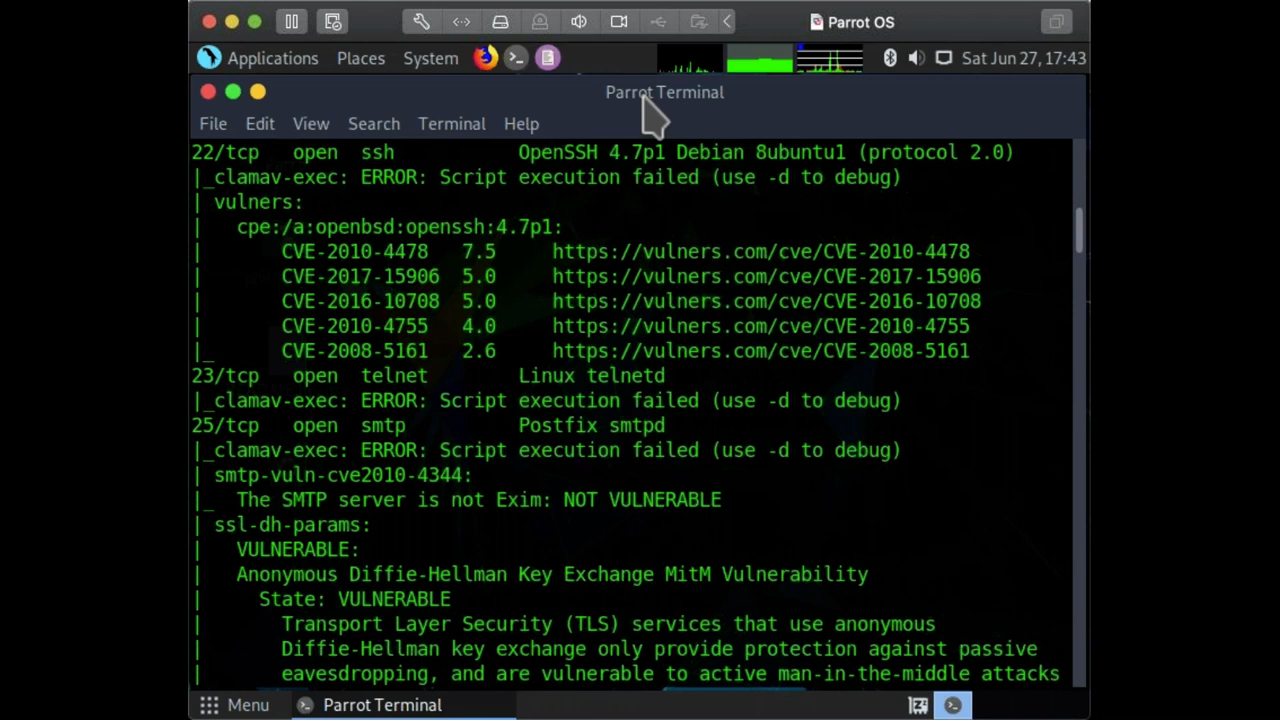 Parrot OS
Applications Places System Sat Jun 27, 17:43
Parrot Terminal
File Edit View Search Terminal Help
22/tcp open ssh OpenSSH 4.7p1 Debian 8ubuntu1 (protocol 2.0)
|_clamav-exec: ERROR: Script execution failed (use -d to debug)
| vulners:
| cpe:/a:openbsd:openssh:4.7p1:
| CVE-2010-4478 7.5 https://vulners.com/cve/CVE-2010-4478
| CVE-2017-15906 5.0 https://vulners.com/cve/CVE-2017-15906
| CVE-2016-10708 5.0 https://vulners.com/cve/CVE-2016-10708
| CVE-2010-4755 4.0 https://vulners.com/cve/CVE-2010-4755
|_ CVE-2008-5161 2.6 https://vulners.com/cve/CVE-2008-5161
23/tcp open telnet Linux telnetd
|_clamav-exec: ERROR: Script execution failed (use -d to debug)
25/tcp open smtp Postfix smtpd
|_clamav-exec: ERROR: Script execution failed (use -d to debug)
| smtp-vuln-cve2010-4344:
|_ The SMTP server is not Exim: NOT VULNERABLE
| ssl-dh-params:
| VULNERABLE:
| Anonymous Diffie-Hellman Key Exchange MitM Vulnerability
| State: VULNERABLE
| Transport Layer Security (TLS) services that use anonymous
| Diffie-Hellman key exchange only provide protection against passive
| eavesdropping, and are vulnerable to active man-in-the-middle attacks
Menu Parrot Terminal